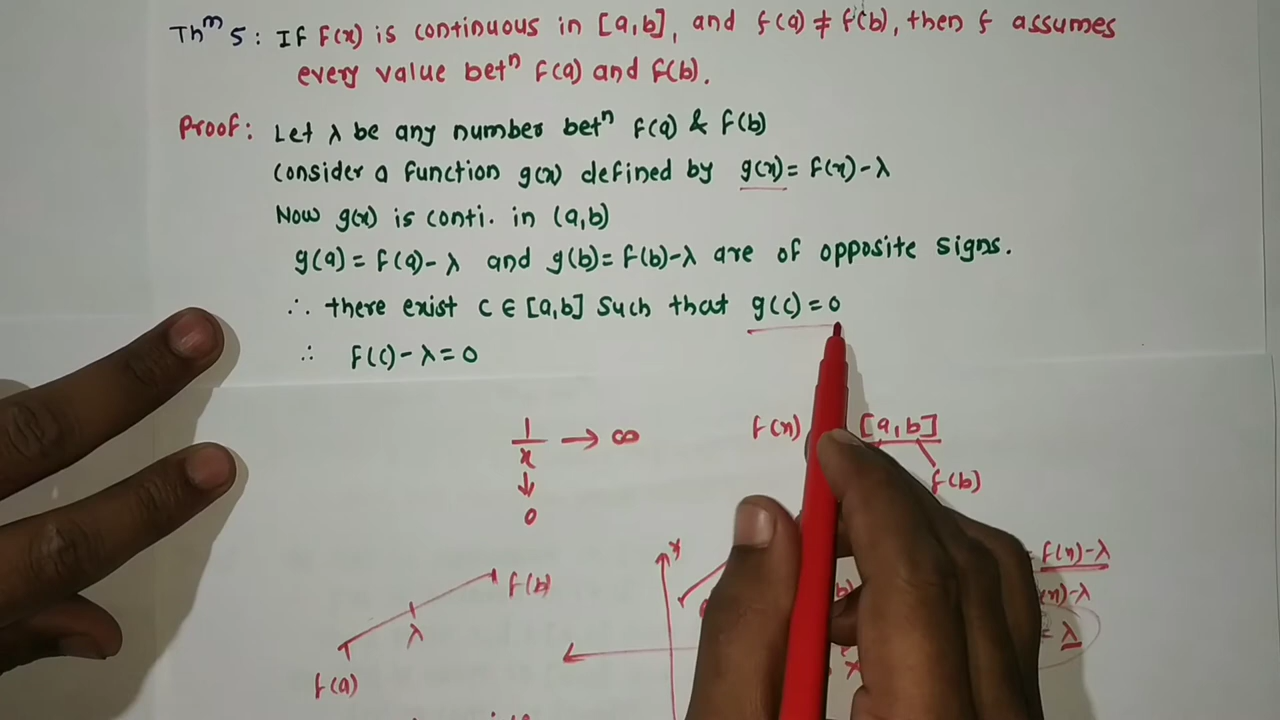 Thm 5: If f(x) is continuous in [a,b], and f(a) ≠ f(b), then f assumes
every value betn f(a) and f(b).
Proof: Let λ be any number betn f(a) & f(b)
Consider a function g(x) defined by g(x) = f(x)-λ
Now g(x) is conti. in (a,b)
g(a) = f(a)-λ and g(b) = f(b)-λ are of opposite signs.
∴ there exist c ∈ [a,b] such that g(c) = 0
∴ f(c)-λ = 0
1/x → ∞
↓
0
f(x) [a,b]
f(b)
f(b)
λ
f(a)
x
f(x)-λ
λ